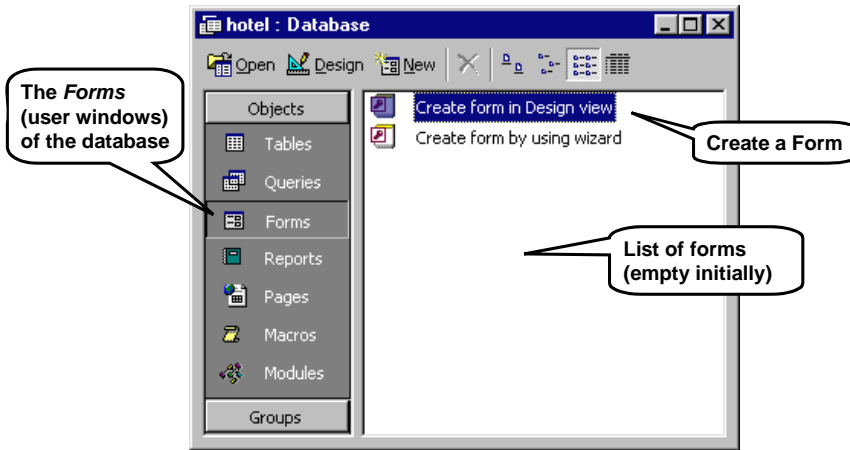 hotel : Database
Open Design New
The Forms
(user windows)
of the database
Objects
Tables
Queries
Forms
Reports
Pages
Macros
Modules
Groups
Create form in Design view
Create form by using wizard
Create a Form
List of forms
(empty initially)